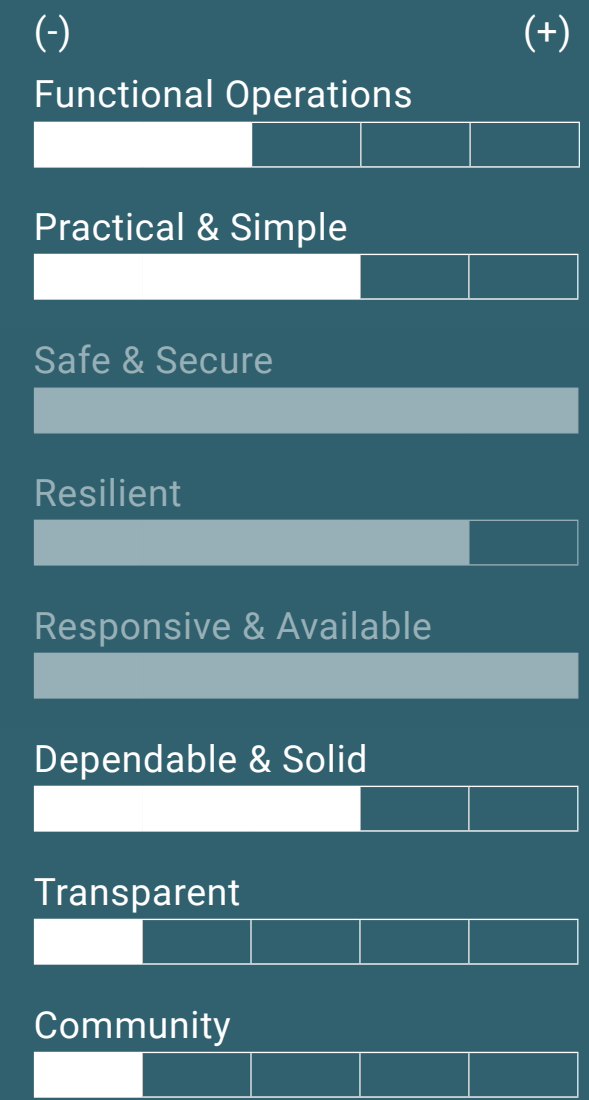 (-) (+)
Functional Operations
Practical & Simple
Safe & Secure
Resilient
Responsive & Available
Dependable & Solid
Transparent
Community